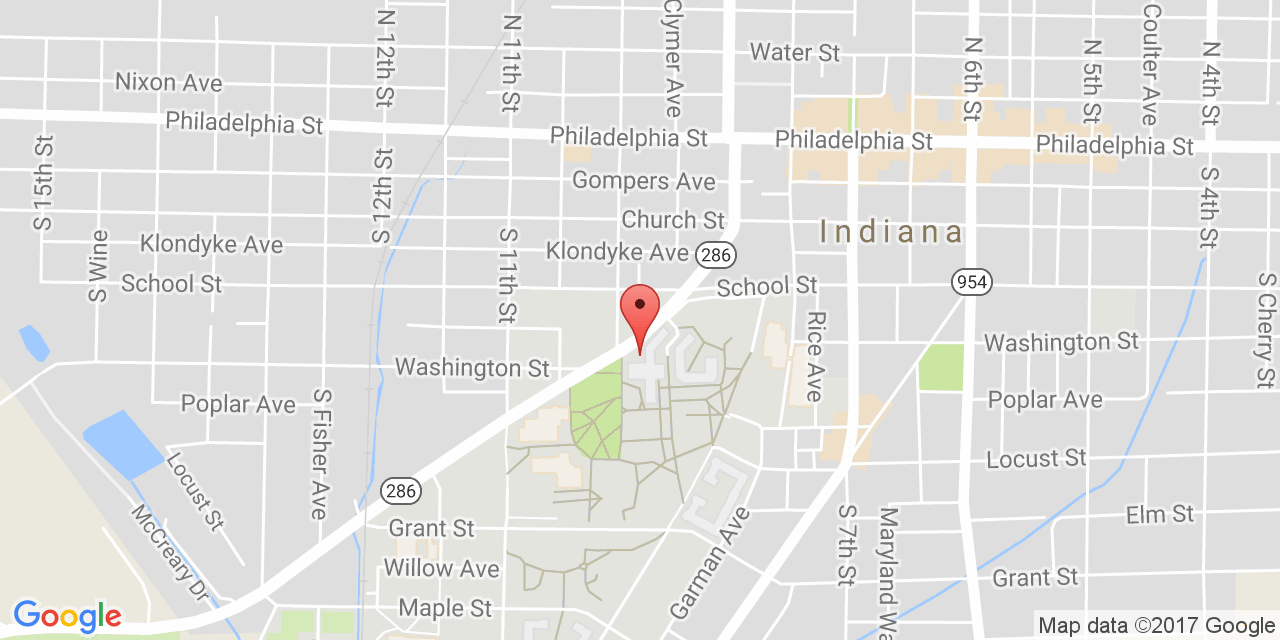 N 12th St
N 11th St
Clymer Ave
Water St
N 6th St
N 5th St
Coulter Ave
N 4th St
Nixon Ave
Philadelphia St
Philadelphia St
Philadelphia St
Philadelphia St
S 15th St
S 12th St
Gompers Ave
S 4th St
Church St
Indiana
S Wine
Klondyke Ave
S 11th St
Klondyke Ave
286
School St
School St
954
S Cherry St
Rice Ave
Washington St
Washington St
Poplar Ave
S Fisher Ave
Poplar Ave
Locust St
Locust St
286
McCreary Dr
Grant St
Garman Ave
S 7th St
Maryland Wa
Elm St
Willow Ave
Grant St
Maple St
Google
Map data ©2017 Google